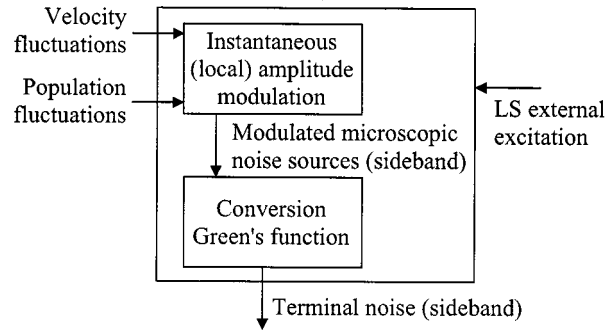 Velocity
fluctuations
Population
fluctuations
Instantaneous
(local) amplitude
modulation
LS external
excitation
Modulated microscopic
noise sources (sideband)
Conversion
Green's function
Terminal noise (sideband)